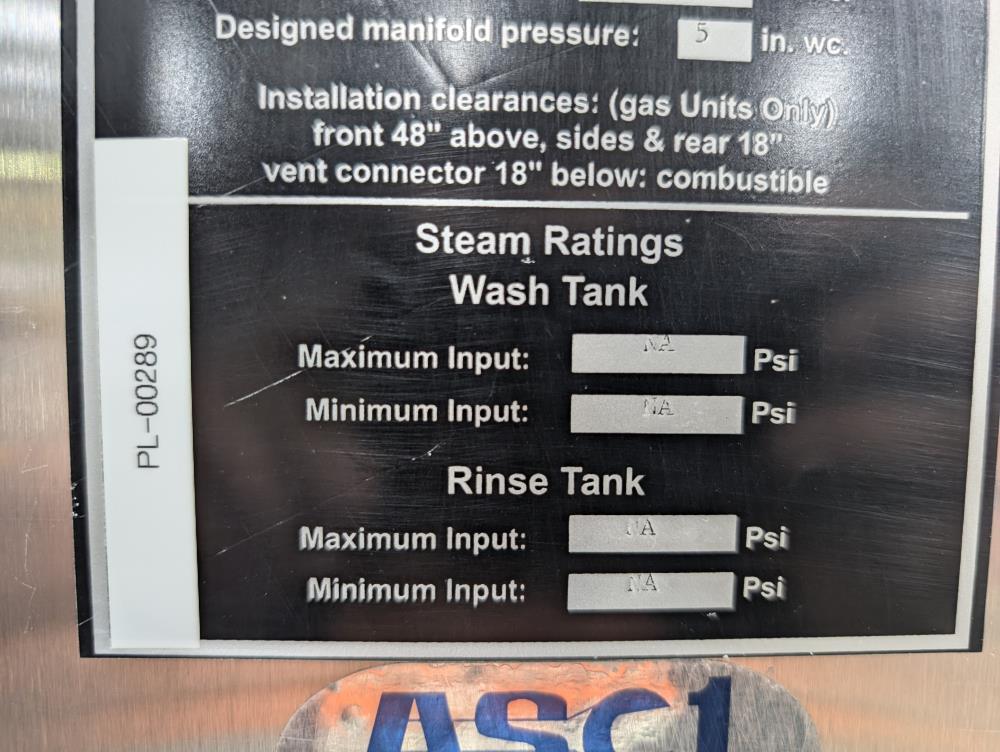 Designed manifold pressure: 5 in. wc.
Installation clearances: (gas Units Only)
front 48" above, sides & rear 18"
vent connector 18" below: combustible
Steam Ratings
Wash Tank
Maximum Input: NA Psi
Minimum Input: NA Psi
Rinse Tank
Maximum Input: NA Psi
Minimum Input: NA Psi
PL-00289